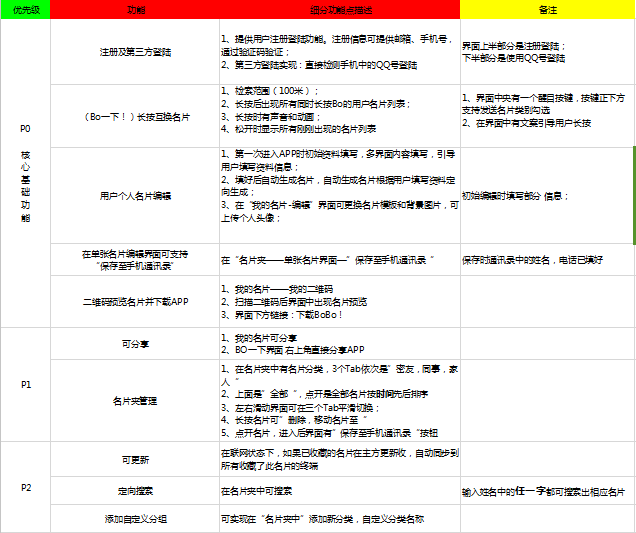 优先级 功能 细分功能点描述 备注
P0
核
心
基
础
功
能
注册及第三方登陆
1、提供用户注册登陆功能。注册信息可提供邮箱、手机号，
通过验证码验证；
2、第三方登陆实现：直接检测手机中的QQ号登陆
界面上半部分是注册登陆；
下半部分是使用QQ号登陆
（Bo一下！）长按互换名片
1、检索范围（100米）；
2、长按后出现所有同时长按Bo的用户名片列表；
3、长按时有声音和动画；
4、松开时显示所有刚刚出现的名片列表
1、界面中央有一个醒目按键，按键正下方
支持发送名片类别勾选
2、在界面中有文案引导用户长按
用户个人名片编辑
1、第一次进入APP时初始资料填写，多界面内容填写，引导
用户填写资料信息；
2、填好后自动生成名片，自动生成名片根据用户填写资料定
向生成；
3、在“我的名片-编辑”界面可更换名片模版和背景图片，可
上传个人头像；
初始编辑时填写部分 信息；
在单张名片编辑界面可支持
“保存至手机通讯录”
在“名片夹——单张名片界面—”保存至手机通讯录“
保存时通讯录中的姓名，电话已填好
二维码预览名片并下载APP
1、我的名片——我的二维码
2、扫描二维码后界面中出现名片预览
3、界面下方链接：下载BoBo！
P1
可分享
1、我的名片可分享
2、BO一下界面 右上角直接分享APP
名片夹管理
1、在名片夹中有名片分类，3个Tab依次是”密友，同事，家
人“
2、上面是”全部“，点开是全部名片按时间先后排序
3、左右滑动界面可在三个Tab平滑切换；
4、长按名片可”删除，移动名片至“
5、点开名片，进入后界面有”保存至手机通讯录“按钮
P2
可更新
在联网状态下，如果已收藏的名片在主方更新收，自动同步到
所有收藏了此名片的终端
定向搜索
在名片夹中可搜索
输入姓名中的任一字都可搜索出相应名片
添加自定义分组
可实现在“名片夹中”添加新分类，自定义分类名称